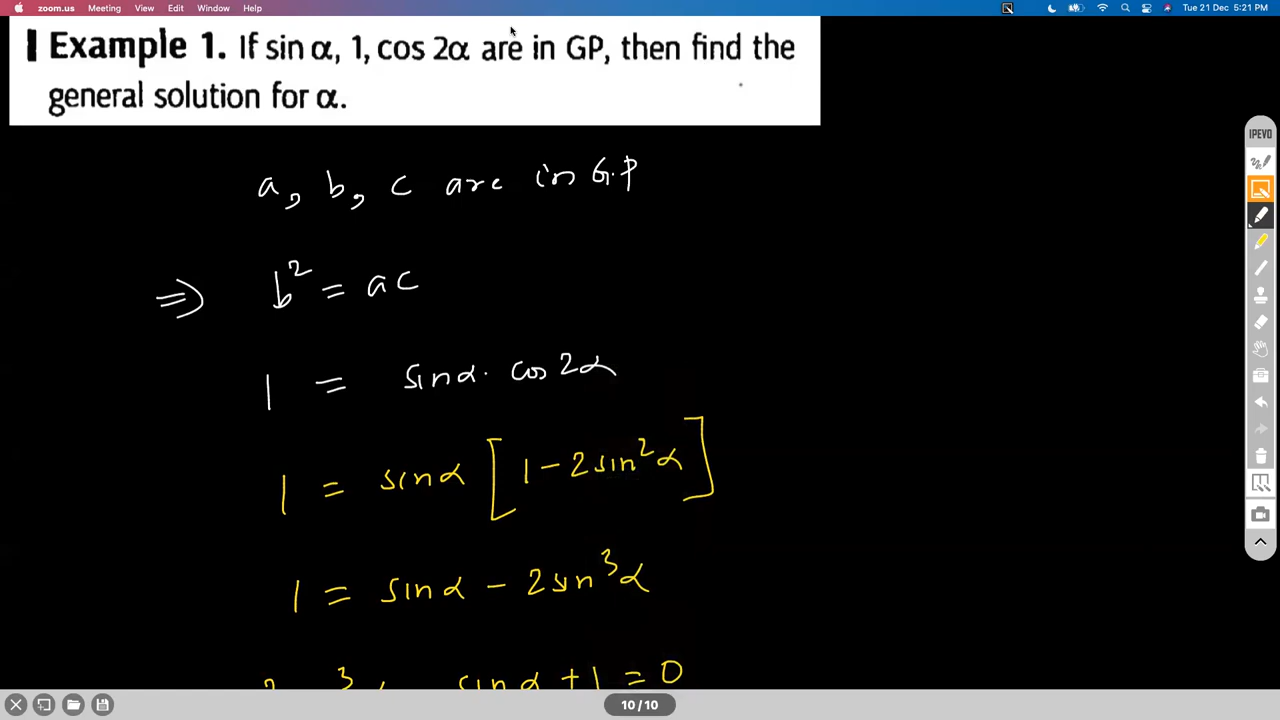 zoom.us Meeting View Edit Window Help Tue 21 Dec 5:21 PM
Example 1. If sin α, 1, cos 2α are in GP, then find the
general solution for α.
IPEVO
a, b, c are in G.P
⇒ b² = ac
1 = sinα· cos 2α
1 = sinα [1 − 2sin²α]
1 = sinα − 2sin³α
sinα + 1 = 0
10/10